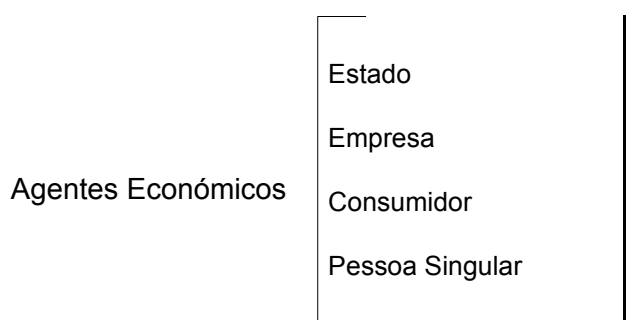 Estado
Empresa
Agentes Económicos
Consumidor
Pessoa Singular